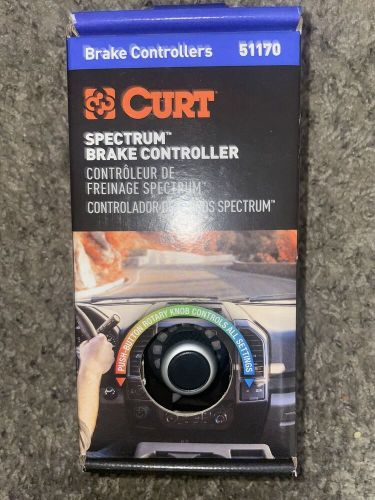 Brake Controllers 51170
CURT
SPECTRUM™
BRAKE CONTROLLER
CONTRÔLEUR DE
FREINAGE SPECTRUM™
CONTROLADOR SPECTRUM™
PUSH-BUTTON ROTARY KNOB CONTROLS ALL SETTINGS